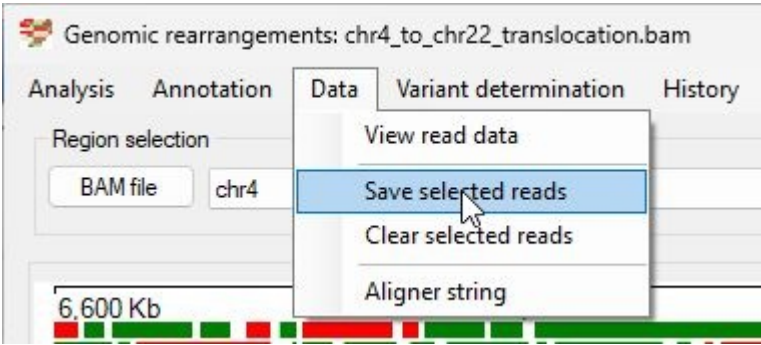 Genomic rearrangements: chr4_to_chr22_translocation.bam
Analysis Annotation Data Variant determination History
Region selection
View read data
BAM file chr4
Save selected reads
Clear selected reads
Aligner string
6,600 Kb